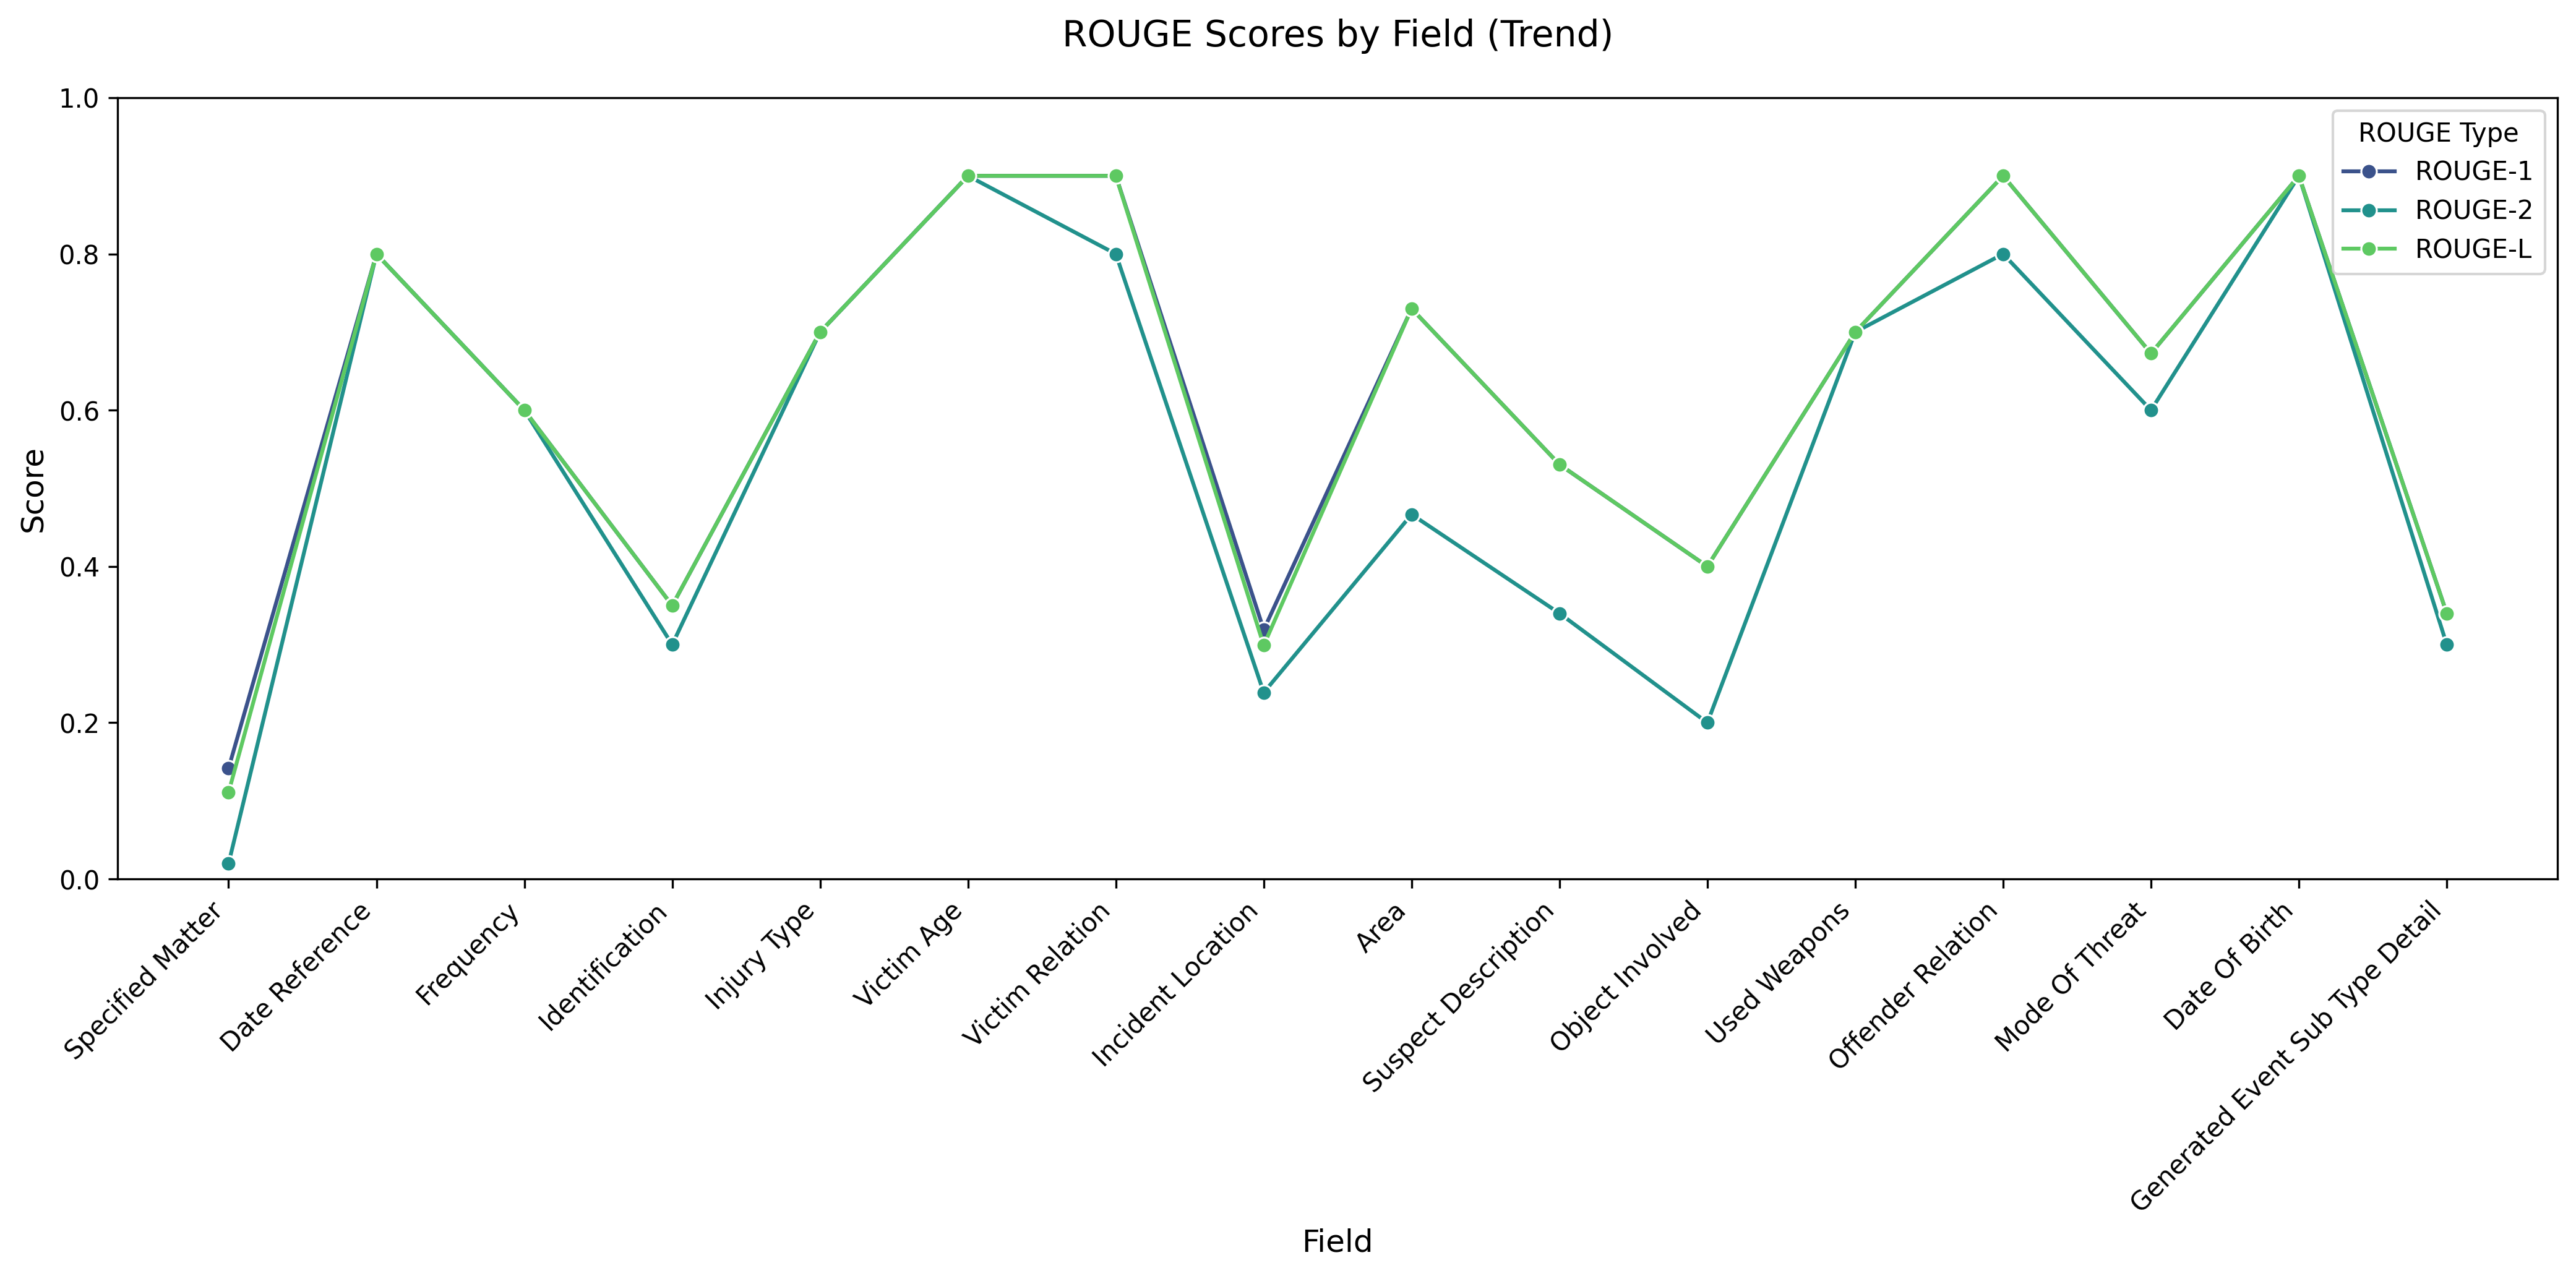 ROUGE Scores by Field (Trend)
1.0
0.8
0.6
0.4
0.2
0.0
Score
ROUGE Type
ROUGE-1
ROUGE-2
ROUGE-L
Specified Matter
Date Reference
Frequency
Identification
Injury Type
Victim Age
Victim Relation
Incident Location
Area
Suspect Description
Object Involved
Used Weapons
Offender Relation
Mode Of Threat
Date Of Birth
Generated Event Sub Type Detail
Field